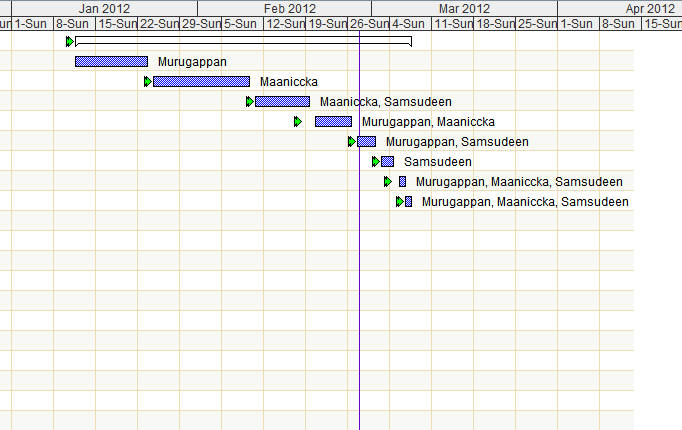 Jan 2012 Feb 2012 Mar 2012 Apr 2012
un 1-Sun 8-Sun 15-Sun 22-Sun 29-Sun 5-Sun 12-Sun 19-Sun 26-Sun 4-Sun 11-Sun 18-Sun 25-Sun 1-Sun 8-Sun 15-Sun
Murugappan
Maaniccka
Maaniccka, Samsudeen
Murugappan, Maaniccka
Murugappan, Samsudeen
Samsudeen
Murugappan, Maaniccka, Samsudeen
Murugappan, Maaniccka, Samsudeen